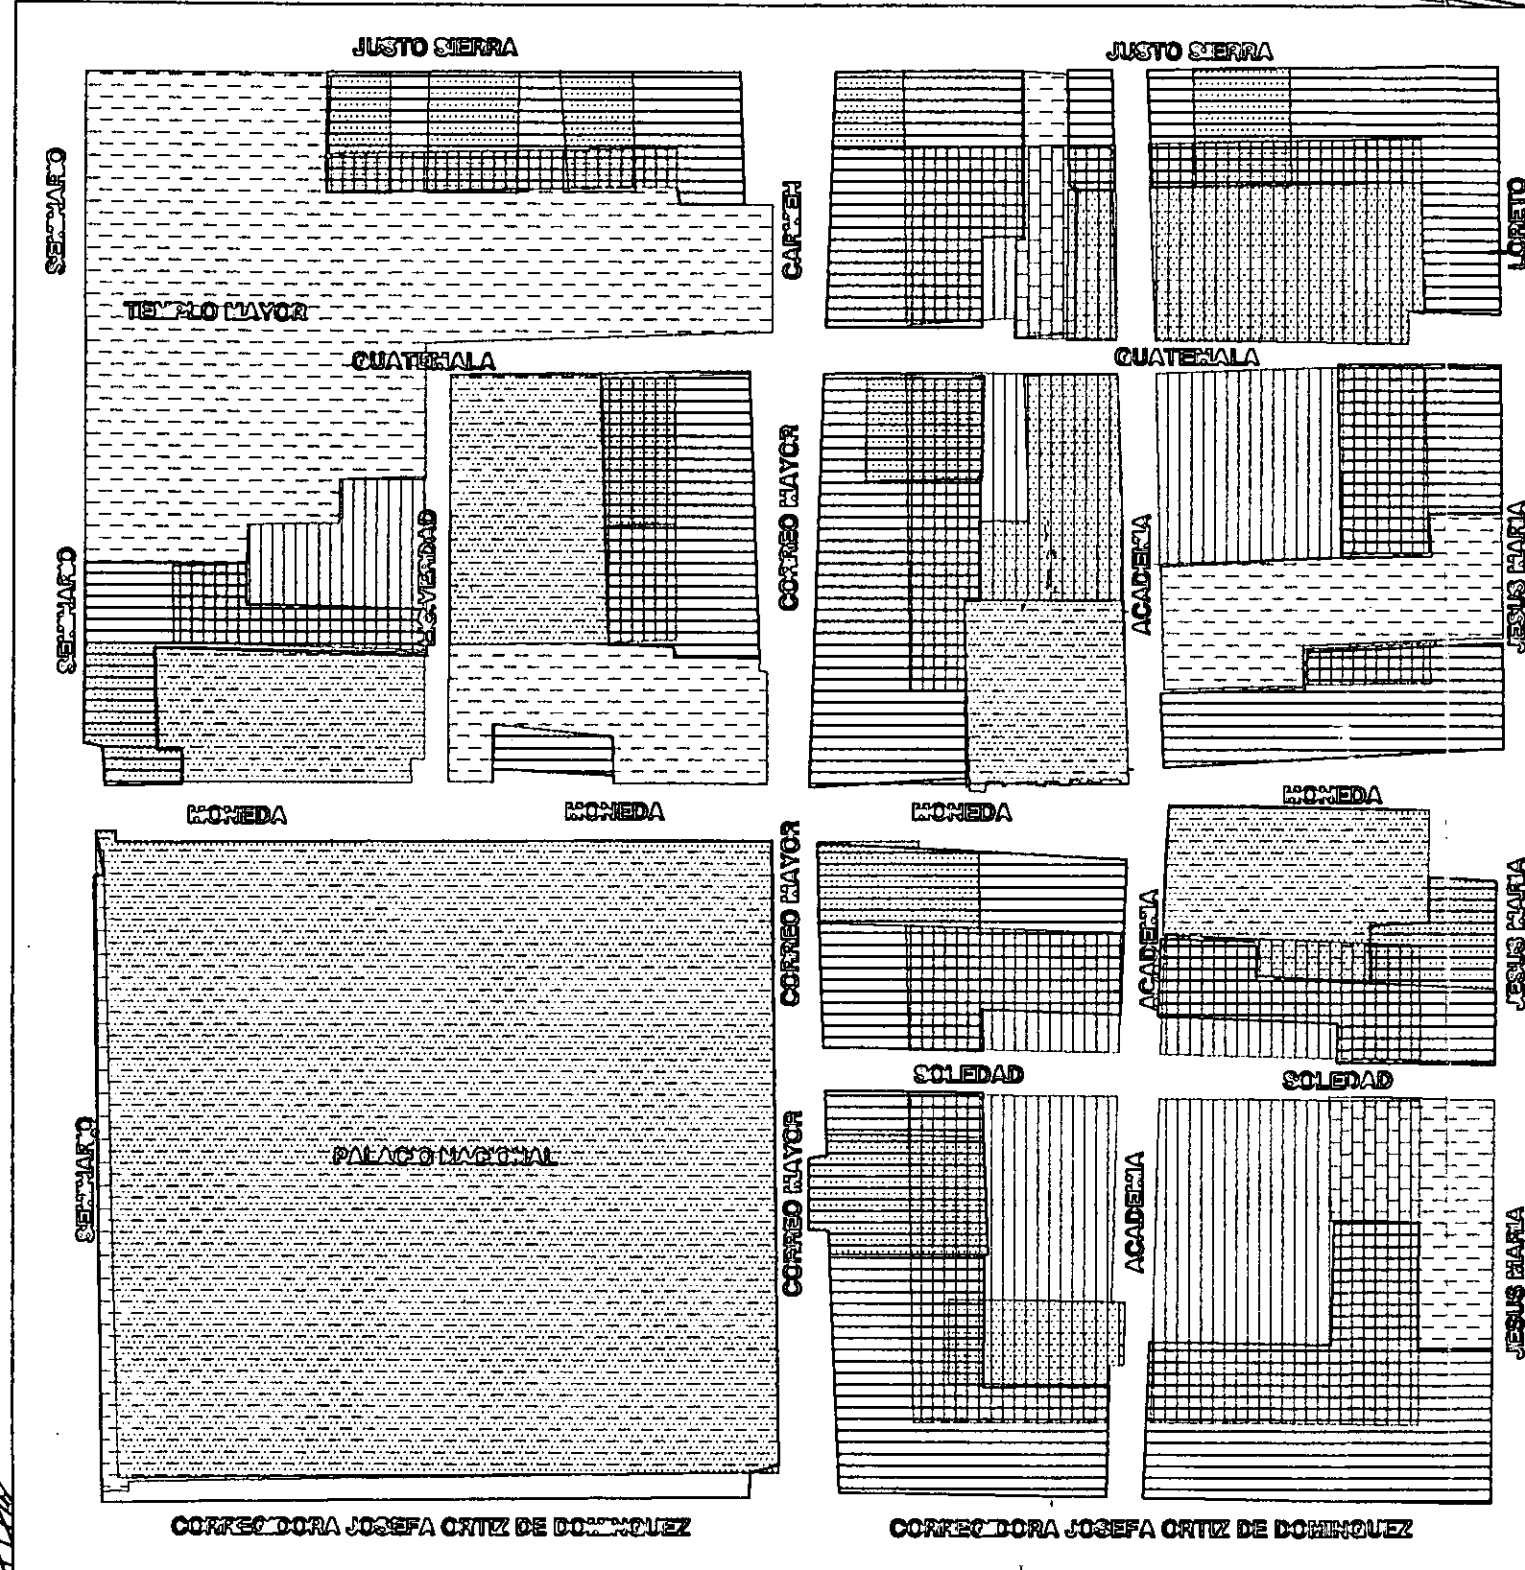 JUSTO SIERRA
JUSTO SIERRA
SEMINARIO
CARMEN
LORETO
TEMPLO MAYOR
GUATEMALA
GUATEMALA
SEMINARIO
LIC. VERDAD
CORREO MAYOR
ACADEMIA
JESUS MARIA
MONEDA
MONEDA
MONEDA
MONEDA
CORREO MAYOR
ACADEMIA
JESUS MARIA
SOLEDAD
SOLEDAD
SEMINARIO
PALACIO NACIONAL
CORREO MAYOR
ACADEMIA
JESUS MARIA
CORREGIDORA JOSEFA ORTIZ DE DOMINGUEZ
CORREGIDORA JOSEFA ORTIZ DE DOMINGUEZ